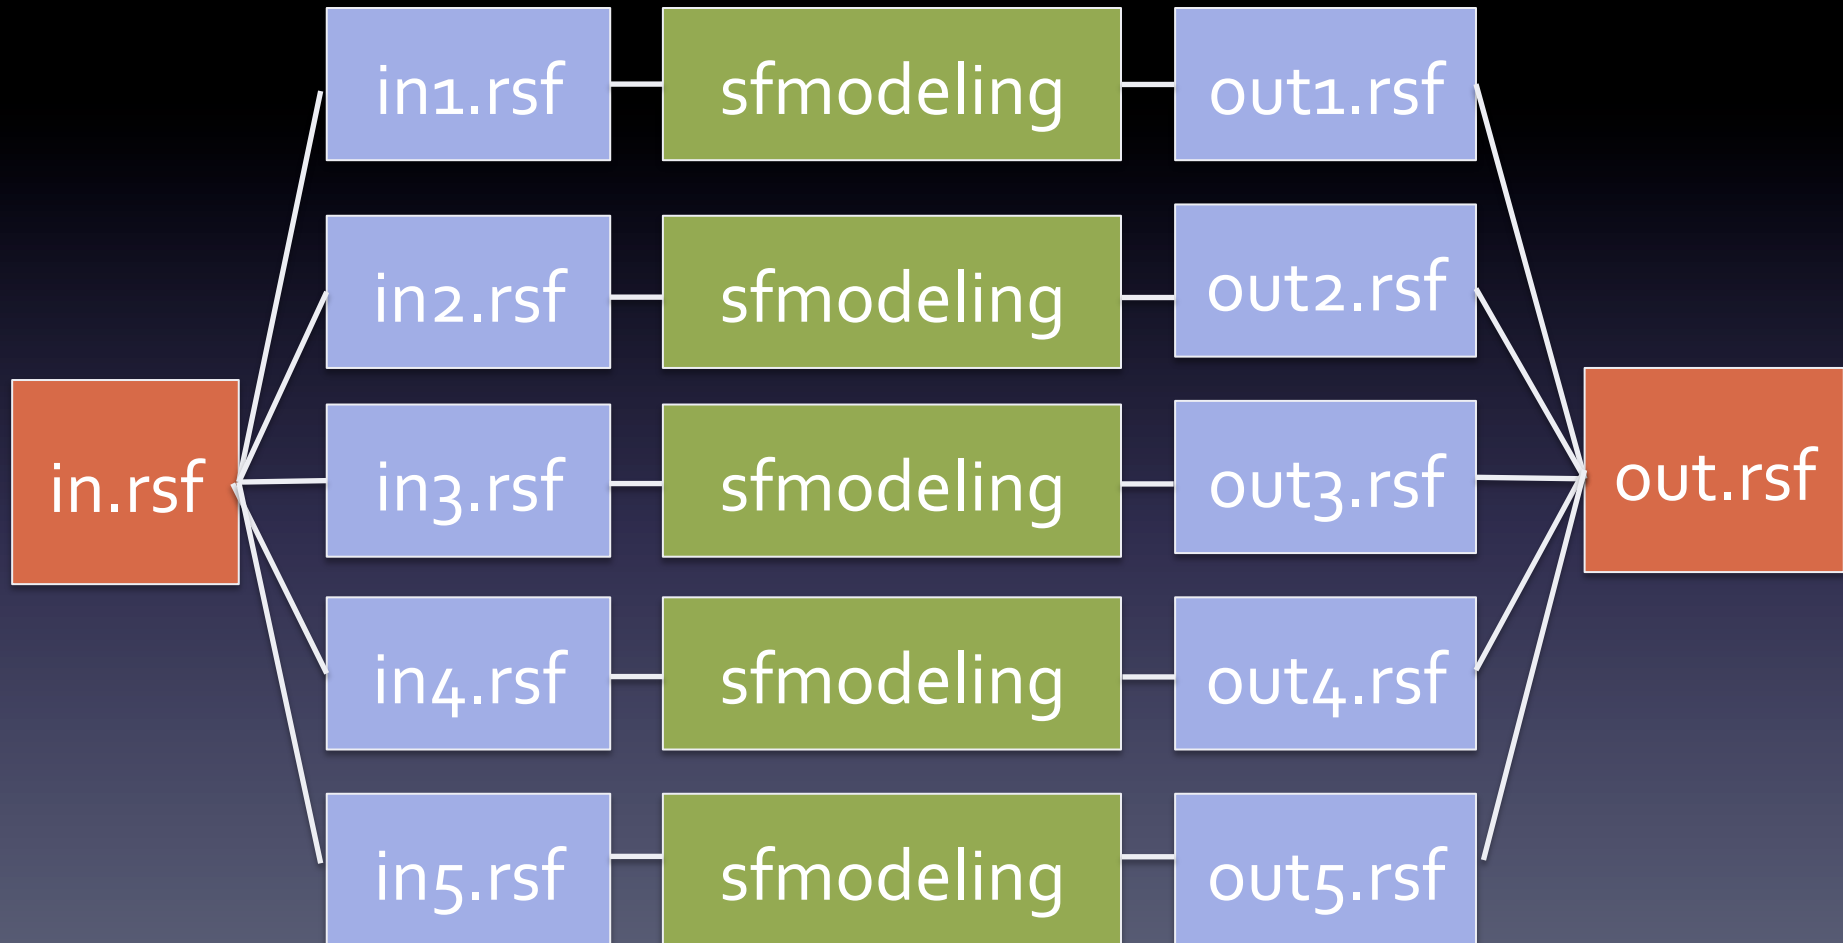 in1.rsf sfmodeling out1.rsf
in2.rsf sfmodeling out2.rsf
in.rsf in3.rsf sfmodeling out3.rsf out.rsf
in4.rsf sfmodeling out4.rsf
in5.rsf sfmodeling out5.rsf